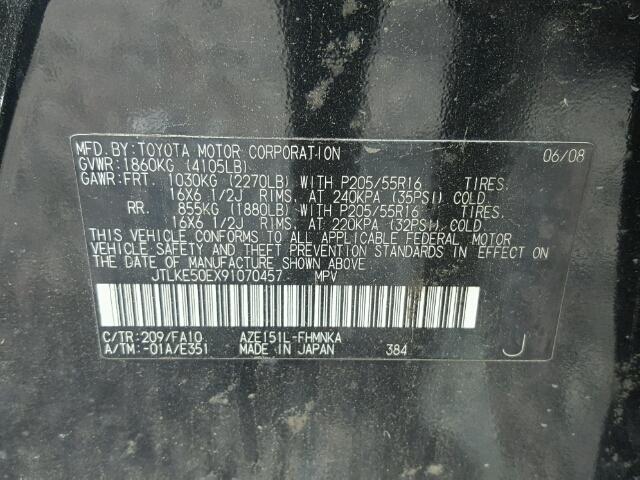 MFD.BY:TOYOTA MOTOR CORPORATION 06/08
GVWR:1860KG (4105LB)
GAWR:FRT. 1030KG (2270LB) WITH P205/55R16 TIRES.
16X6 1/2J RIMS. AT 240KPA (35PSI) COLD.
RR. 855KG (1880LB) WITH P205/55R16 TIRES.
16X6 1/2J RIMS. AT 220KPA (32PSI) COLD.
THIS VEHICLE CONFORMS TO ALL APPLICABLE FEDERAL MOTOR
VEHICLE SAFETY AND THEFT PREVENTION STANDARDS IN EFFECT ON
THE DATE OF MANUFACTURE SHOWN ABOVE.
JTLKE50EX91070457 MPV
C/TR:209/FA10 AZE151L-FHMNKA
A/TM:-01A/E351 MADE IN JAPAN 384 J